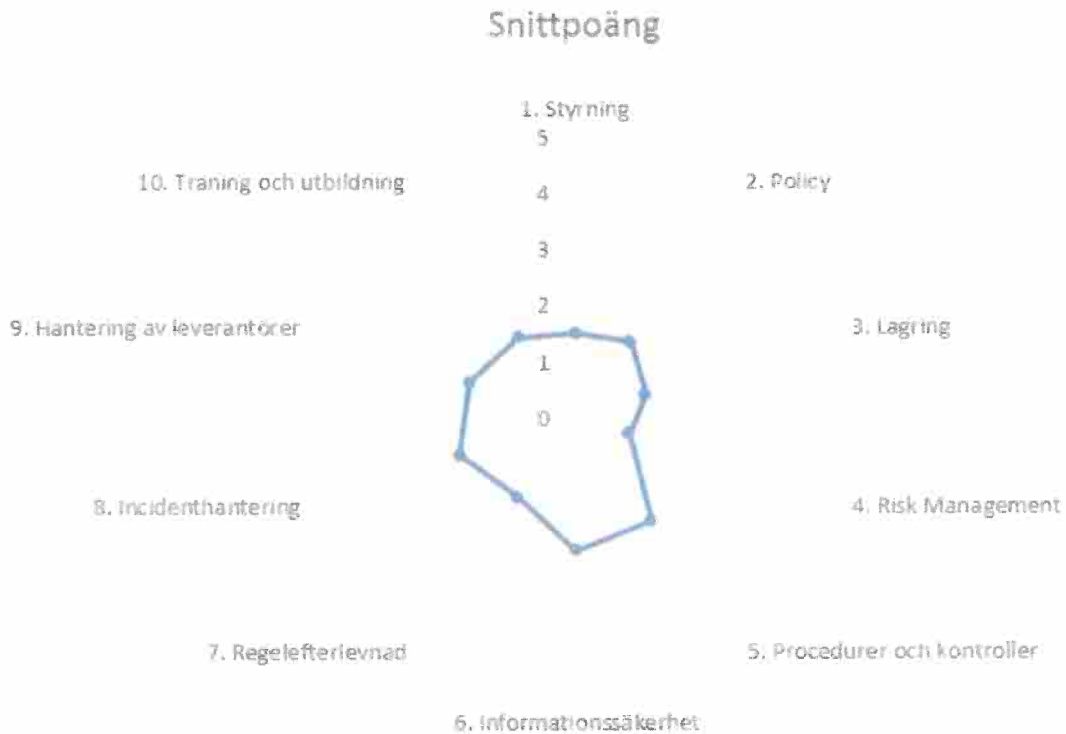 Snittpoäng
1. Styrning
5
10. Träning och utbildning
4
2. Policy
3
9. Hantering av leverantörer
2
3. Lagring
1
0
8. Incidenthantering
4. Risk Management
7. Regelefterlevnad
5. Procedurer och kontroller
6. Informationssäkerhet